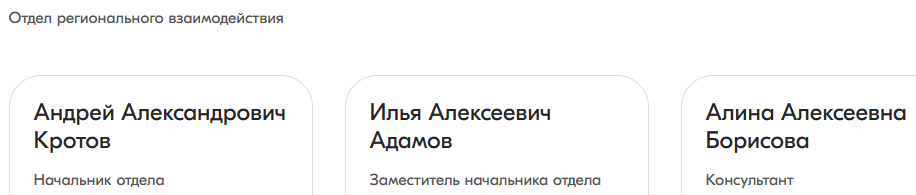 Отдел регионального взаимодействия
Андрей Александрович
Кротов
Начальник отдела
Илья Алексеевич
Адамов
Заместитель начальника отдела
Алина Алексеевна
Борисова
Консультант